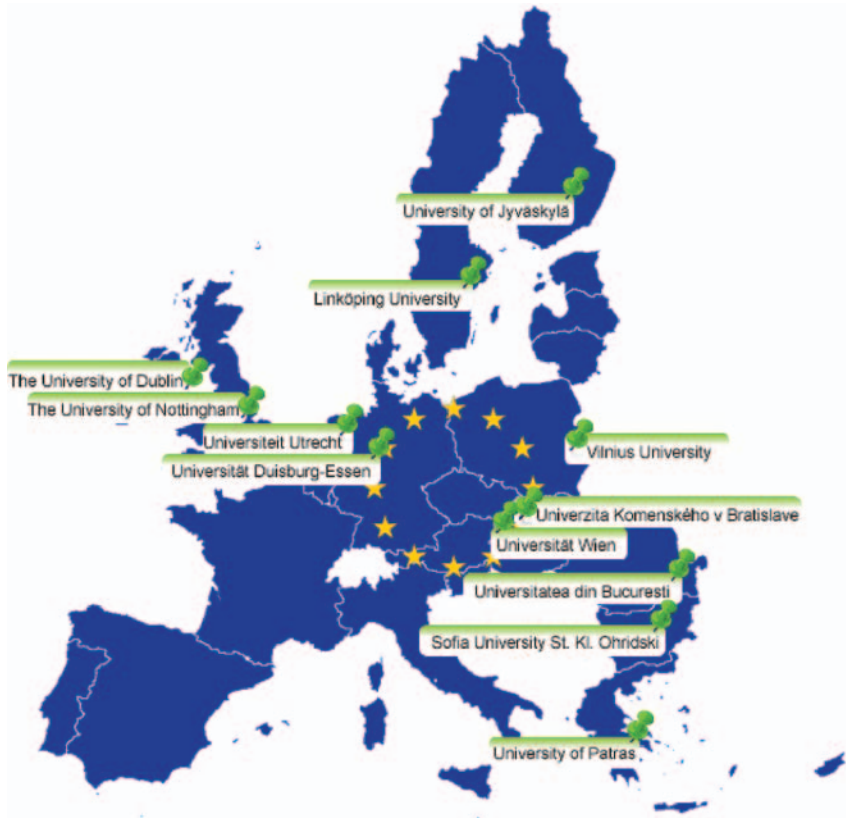 University of Jyväskylä
Linköping University
The University of Dublin
The University of Nottingham
Universiteit Utrecht
Vilnius University
Universität Duisburg-Essen
Univerzita Komenského v Bratislave
Universität Wien
Universitatea din Bucuresti
Sofia University St. Kl. Ohridski
University of Patras